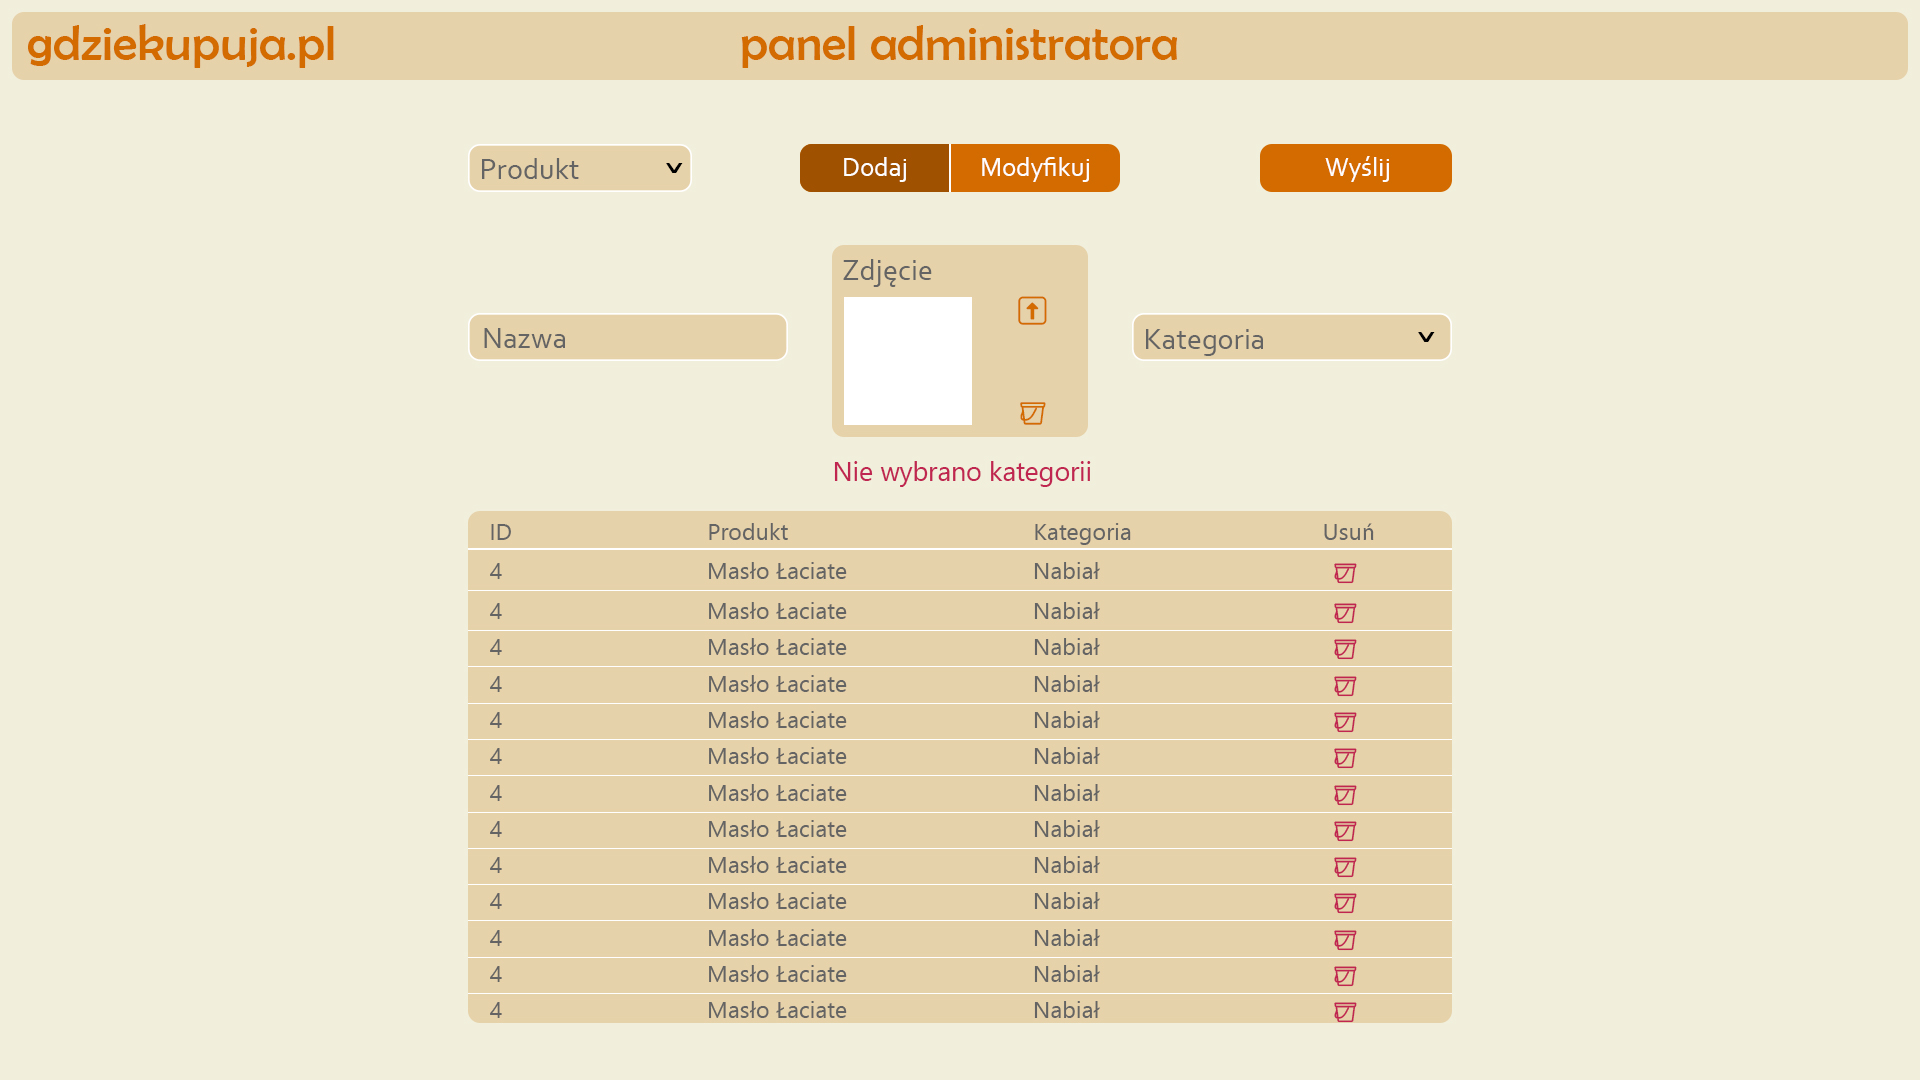 gdziekupuja.pl panel administratora
Produkt Dodaj Modyfikuj Wyślij
Zdjęcie
Nazwa Kategoria
Nie wybrano kategorii
ID Produkt Kategoria Usuń
4 Masło Łaciate Nabiał
4 Masło Łaciate Nabiał
4 Masło Łaciate Nabiał
4 Masło Łaciate Nabiał
4 Masło Łaciate Nabiał
4 Masło Łaciate Nabiał
4 Masło Łaciate Nabiał
4 Masło Łaciate Nabiał
4 Masło Łaciate Nabiał
4 Masło Łaciate Nabiał
4 Masło Łaciate Nabiał
4 Masło Łaciate Nabiał
4 Masło Łaciate Nabiał